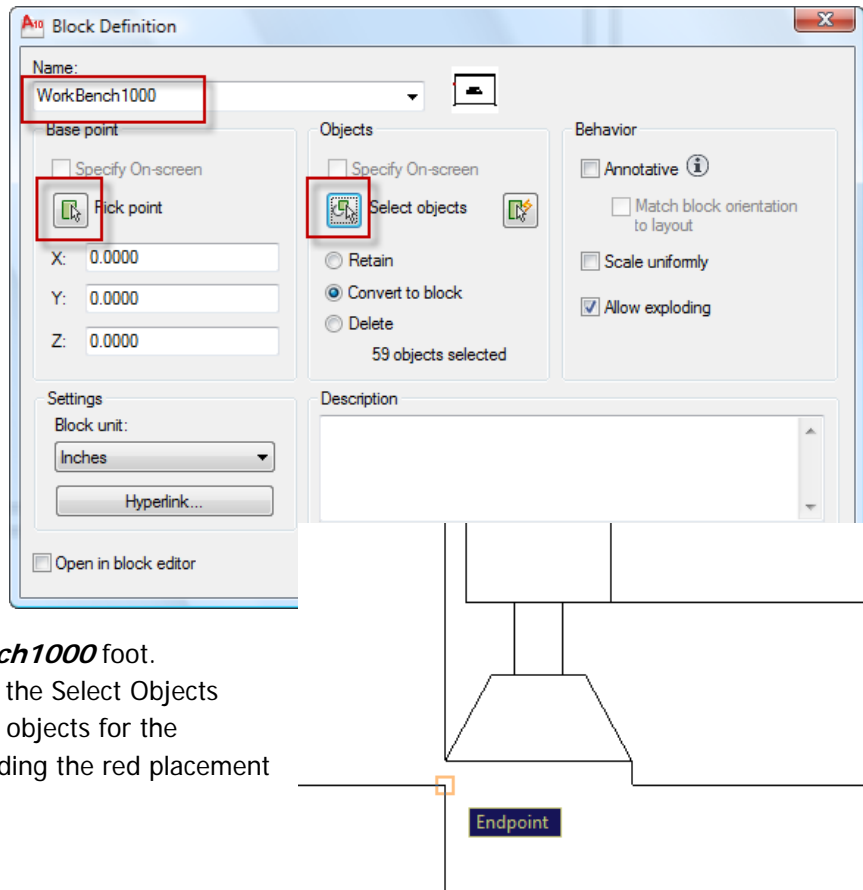 A10 Block Definition
Name:
WorkBench1000
Base point
Specify On-screen
Pick point
X: 0.0000
Y: 0.0000
Z: 0.0000
Objects
Specify On-screen
Select objects
Retain
Convert to block
Delete
59 objects selected
Behavior
Annotative i
Match block orientation
to layout
Scale uniformly
Allow exploding
Settings
Block unit:
Inches
Hyperlink...
Description
Open in block editor
ch1000 foot.
the Select Objects
objects for the
ding the red placement
Endpoint